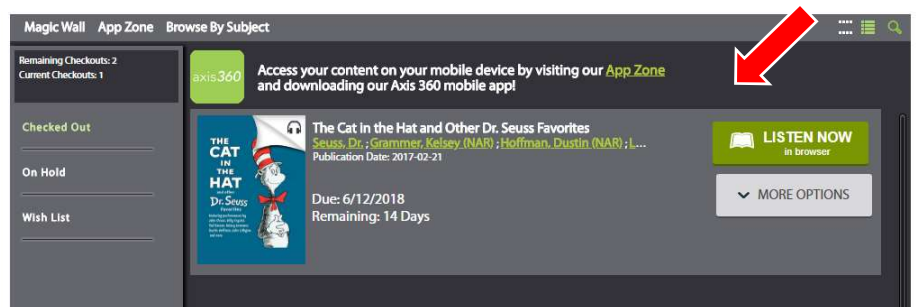 Magic Wall App Zone Browse By Subject
Remaining Checkouts: 2
Current Checkouts: 1
Checked Out
On Hold
Wish List
axis360
Access your content on your mobile device by visiting our App Zone
and downloading our Axis 360 mobile app!
THE
CAT
IN
THE
HAT
and other
Dr. Seuss
Favorites
The Cat in the Hat and Other Dr. Seuss Favorites
Seuss, Dr. ; Grammer, Kelsey (NAR) ; Hoffman, Dustin (NAR) ; L...
Publication Date: 2017-02-21
Due: 6/12/2018
Remaining: 14 Days
LISTEN NOW
in browser
MORE OPTIONS